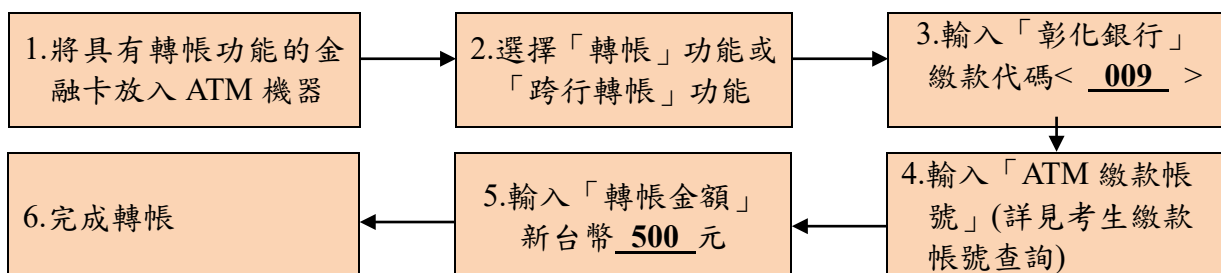 1.將具有轉帳功能的金
融卡放入 ATM 機器
2.選擇「轉帳」功能或
「跨行轉帳」功能
3.輸入「彰化銀行」
繳款代碼< 009 >
4.輸入「ATM 繳款帳
號」(詳見考生繳款
帳號查詢)
5.輸入「轉帳金額」
新台幣 500 元
6.完成轉帳